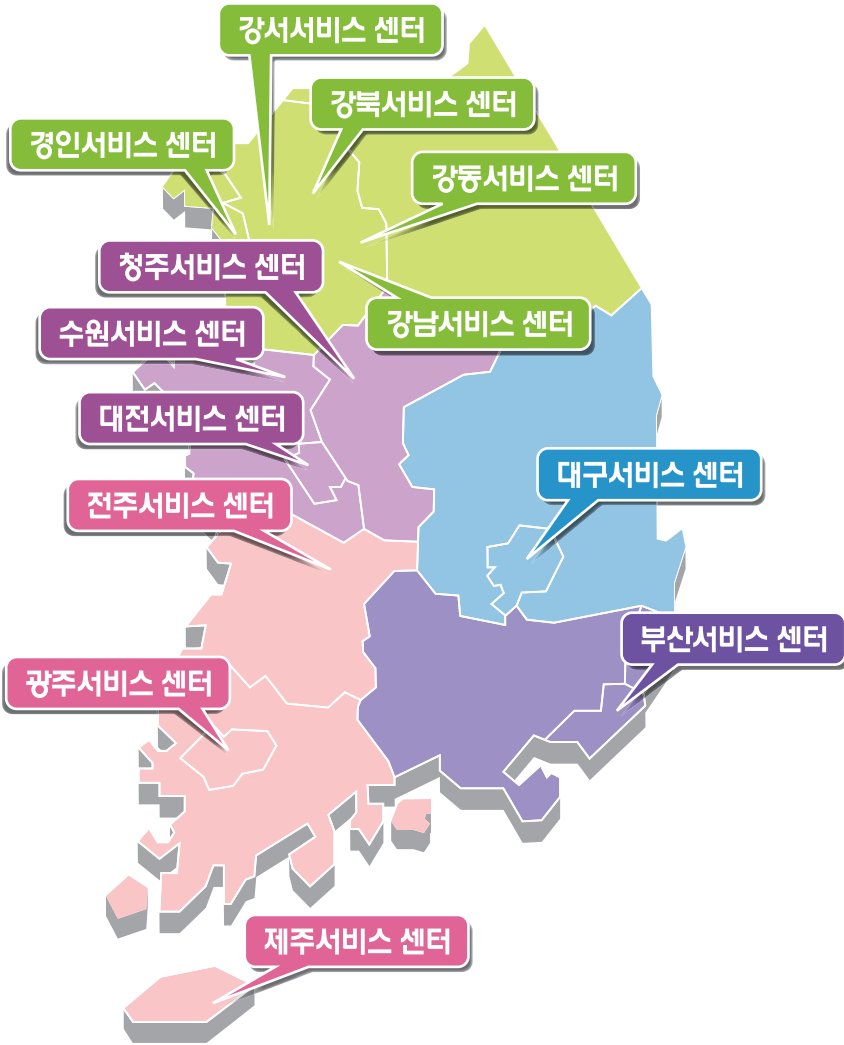 강서서비스 센터
강북서비스 센터
경인서비스 센터
강동서비스 센터
청주서비스 센터
강남서비스 센터
수원서비스 센터
대전서비스 센터
대구서비스 센터
전주서비스 센터
부산서비스 센터
광주서비스 센터
제주서비스 센터